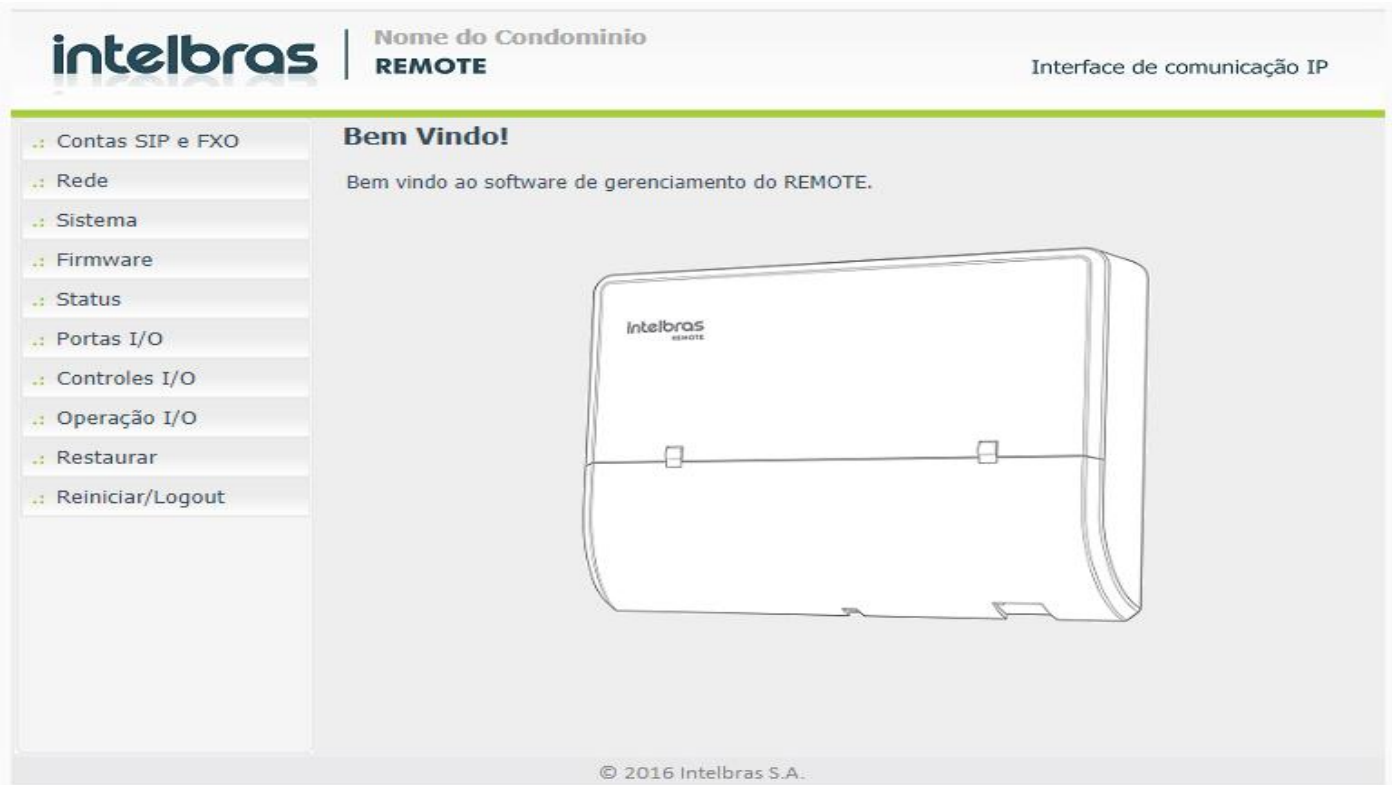 intelbras
Nome do Condominio
REMOTE
Interface de comunicação IP
.: Contas SIP e FXO
.: Rede
.: Sistema
.: Firmware
.: Status
.: Portas I/O
.: Controles I/O
.: Operação I/O
.: Restaurar
.: Reiniciar/Logout
Bem Vindo!
Bem vindo ao software de gerenciamento do REMOTE.
intelbras
REMOTE
© 2016 Intelbras S.A.